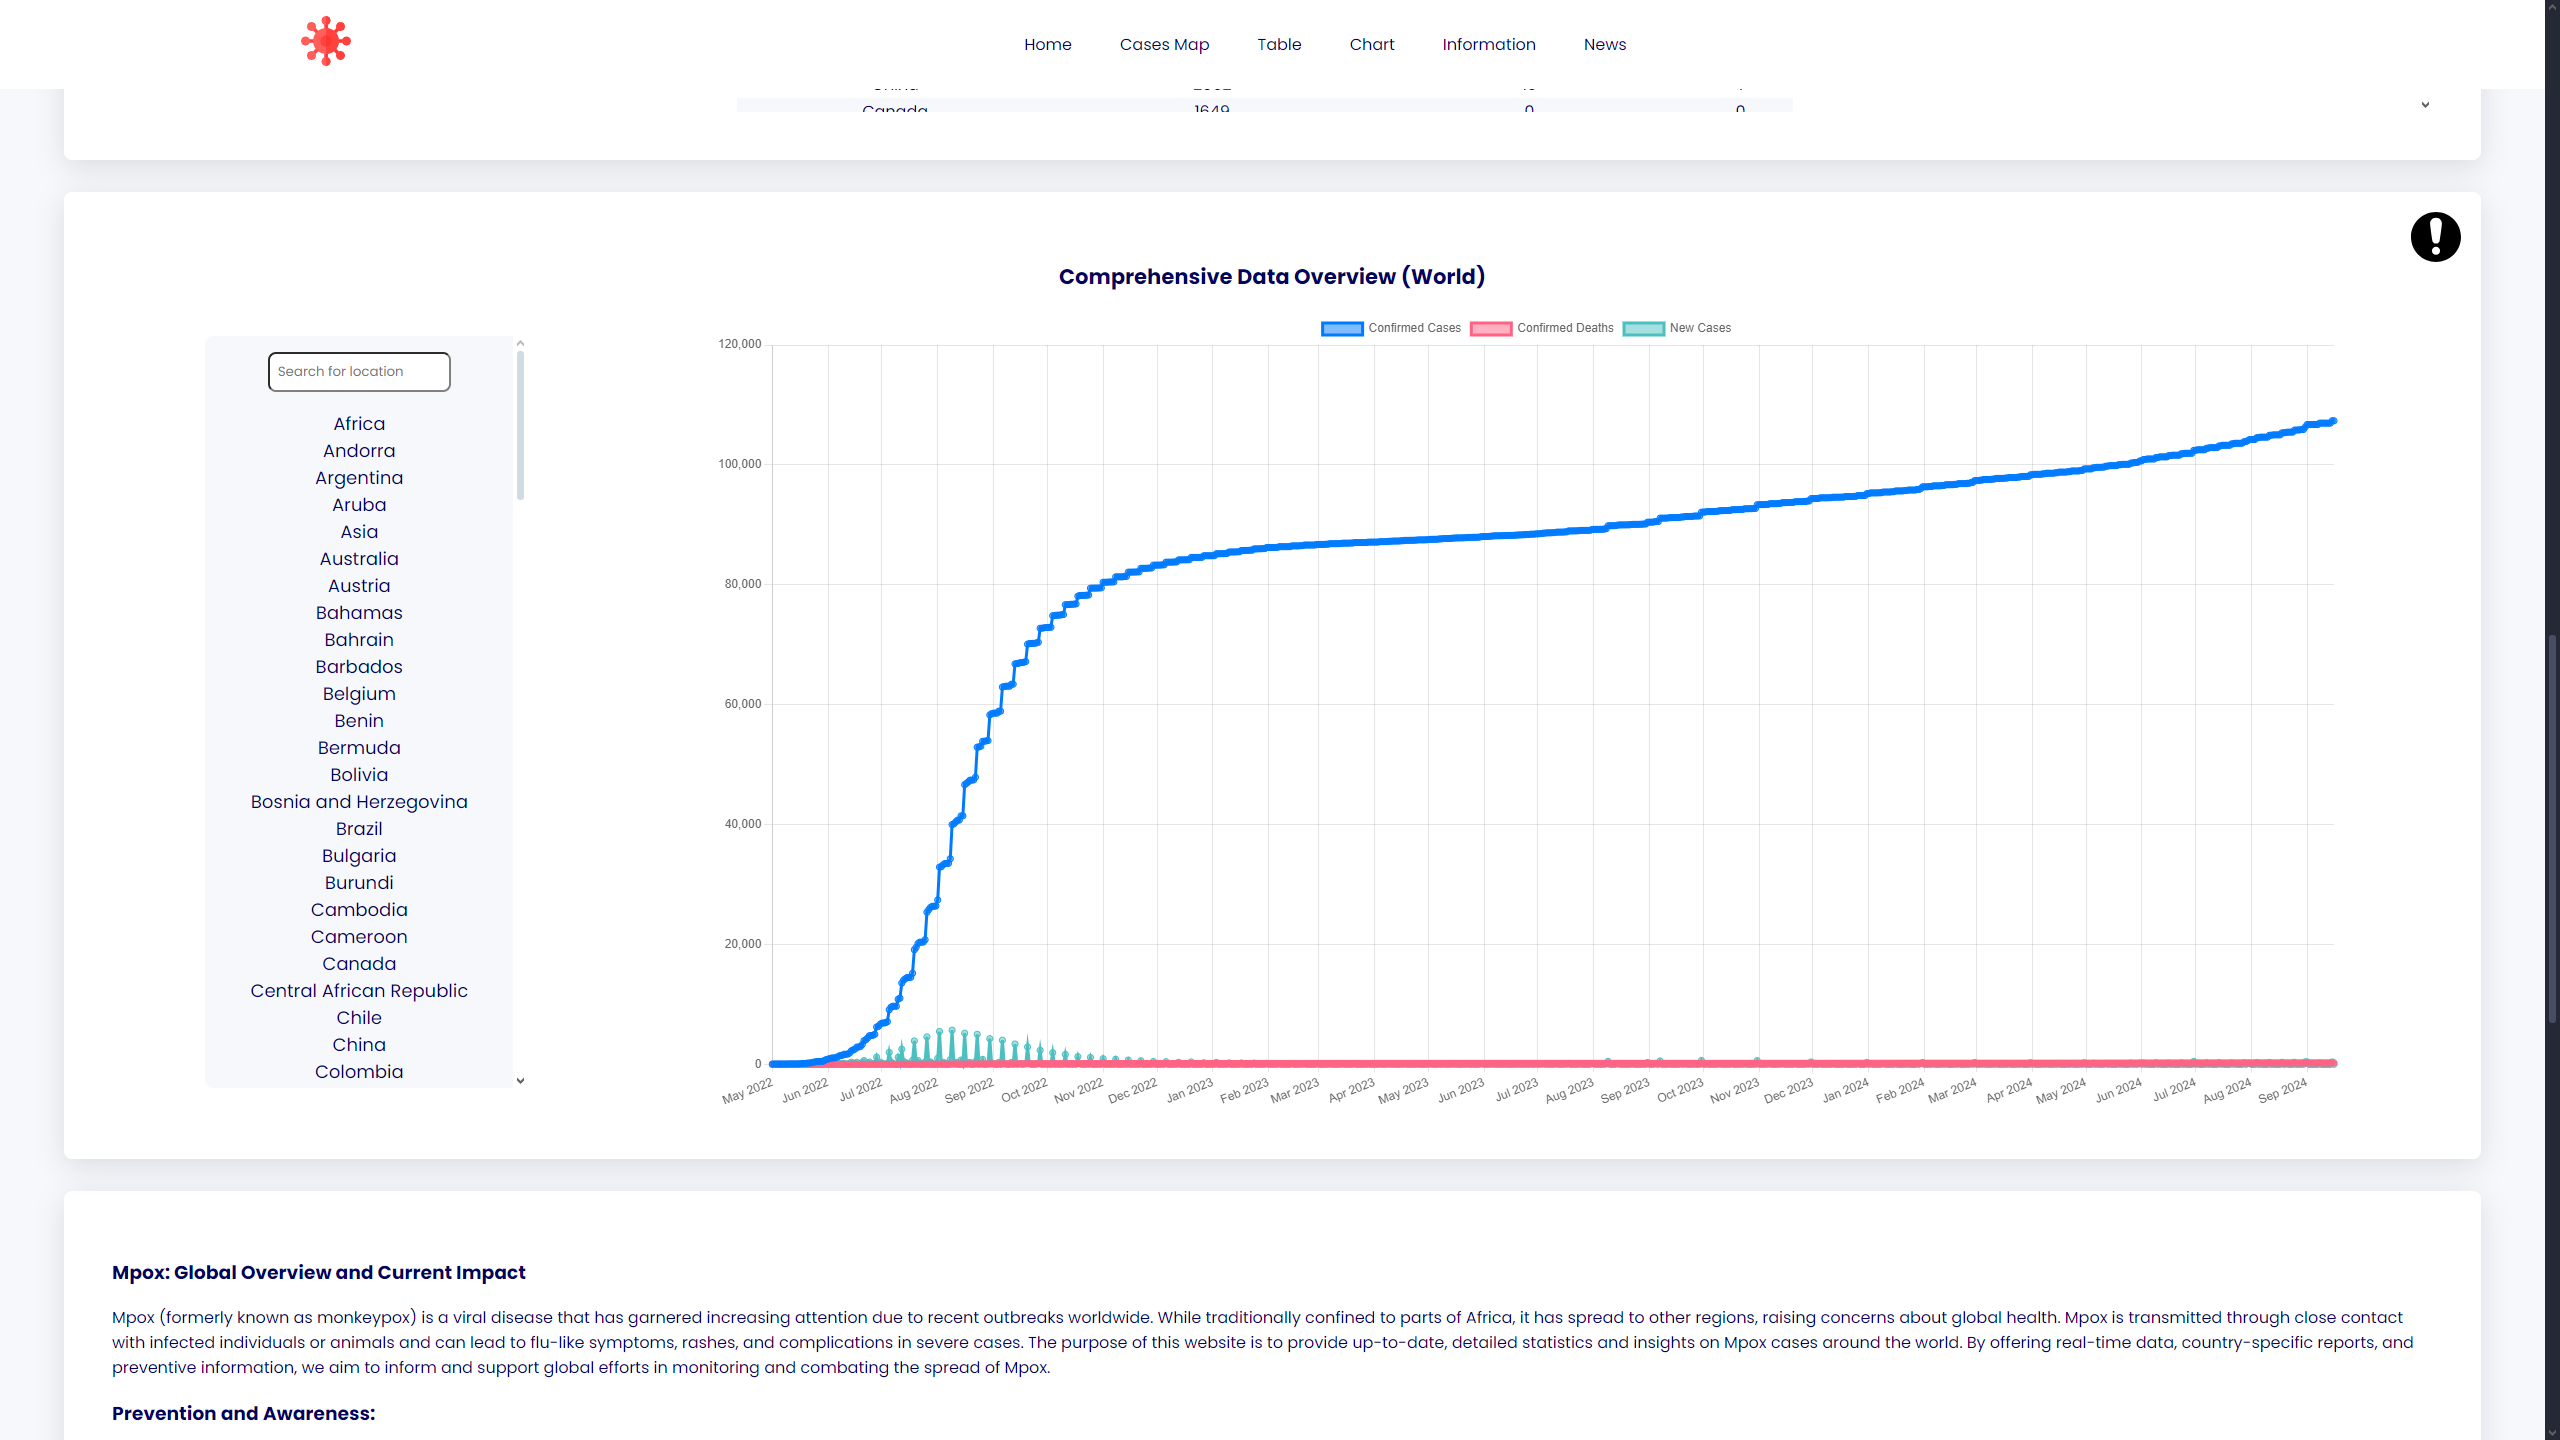 Home Cases Map Table Chart Information News
Canada 1649 0 0
Comprehensive Data Overview (World)
Search for location
Africa
Andorra
Argentina
Aruba
Asia
Australia
Austria
Bahamas
Bahrain
Barbados
Belgium
Benin
Bermuda
Bolivia
Bosnia and Herzegovina
Brazil
Bulgaria
Burundi
Cambodia
Cameroon
Canada
Central African Republic
Chile
China
Colombia
Confirmed Cases Confirmed Deaths New Cases
120,000
100,000
80,000
60,000
40,000
20,000
0
May 2022 Jun 2022 Jul 2022 Aug 2022 Sep 2022 Oct 2022 Nov 2022 Dec 2022 Jan 2023 Feb 2023 Mar 2023 Apr 2023 May 2023 Jun 2023 Jul 2023 Aug 2023 Sep 2023 Oct 2023 Nov 2023 Dec 2023 Jan 2024 Feb 2024 Mar 2024 Apr 2024 May 2024 Jun 2024 Jul 2024 Aug 2024 Sep 2024
Mpox: Global Overview and Current Impact
Mpox (formerly known as monkeypox) is a viral disease that has garnered increasing attention due to recent outbreaks worldwide. While traditionally confined to parts of Africa, it has spread to other regions, raising concerns about global health. Mpox is transmitted through close contact
with infected individuals or animals and can lead to flu-like symptoms, rashes, and complications in severe cases. The purpose of this website is to provide up-to-date, detailed statistics and insights on Mpox cases around the world. By offering real-time data, country-specific reports, and
preventive information, we aim to inform and support global efforts in monitoring and combating the spread of Mpox.
Prevention and Awareness: